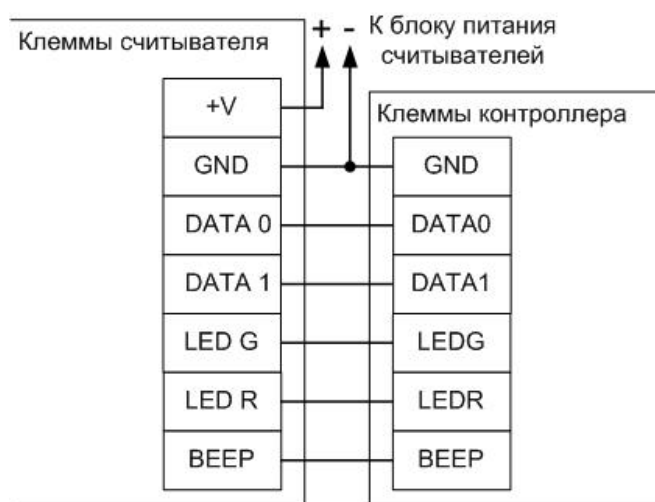 Клеммы считывателя
+ - К блоку питания
считывателей
Клеммы контроллера
+V
GND
GND
DATA 0
DATA0
DATA 1
DATA1
LED G
LEDG
LED R
LEDR
BEEP
BEEP